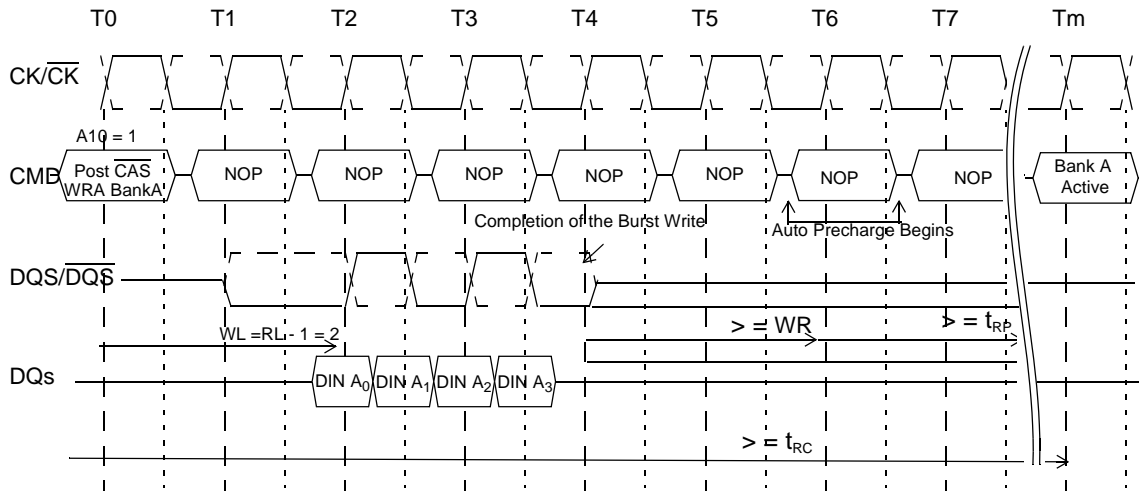 T0 T1 T2 T3 T4 T5 T6 T7 Tm
CK/CK
A10 = 1
CMD
Post CAS
WRA BankA
NOP NOP NOP NOP NOP NOP NOP
Bank A
Active
Completion of the Burst Write
Auto Precharge Begins
DQS/DQS
WL =RL - 1 = 2
> = WR
> = tRP
DQs
DIN A0 DIN A1 DIN A2 DIN A3
> = tRC